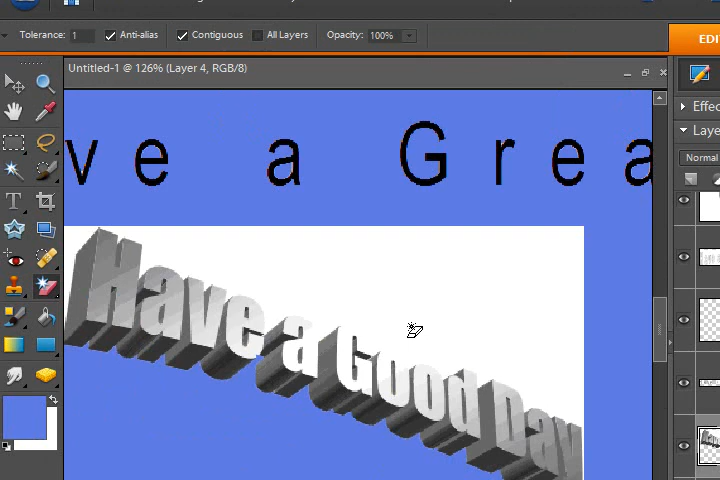 Tolerance: 1 Anti-alias Contiguous All Layers Opacity: 100%
EDI
Untitled-1 @ 126% (Layer 4, RGB/8)
Effec
Laye
Normal
v e a G r e a
Have a Good Day
T